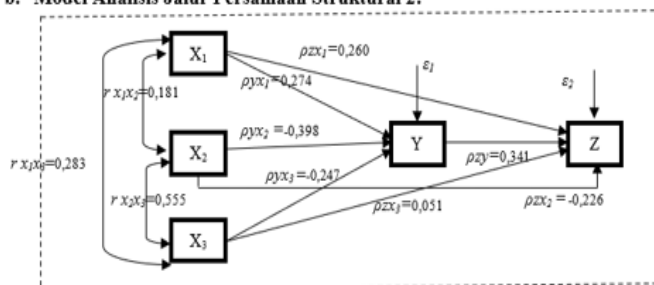 b. Model Analisis Jalur Persamaan Struktural 2:
X1
ρzx1=0,260
ε1
ε2
ρyx1=0,274
r x1x2=0,181
ρyx2 = -0,398
Y
Z
X2
r x1x3=0,283
ρzy=0,341
ρyx3=-0,247
r x2x3=0,555
ρzx3=0,051
ρzx2 = -0,226
X3